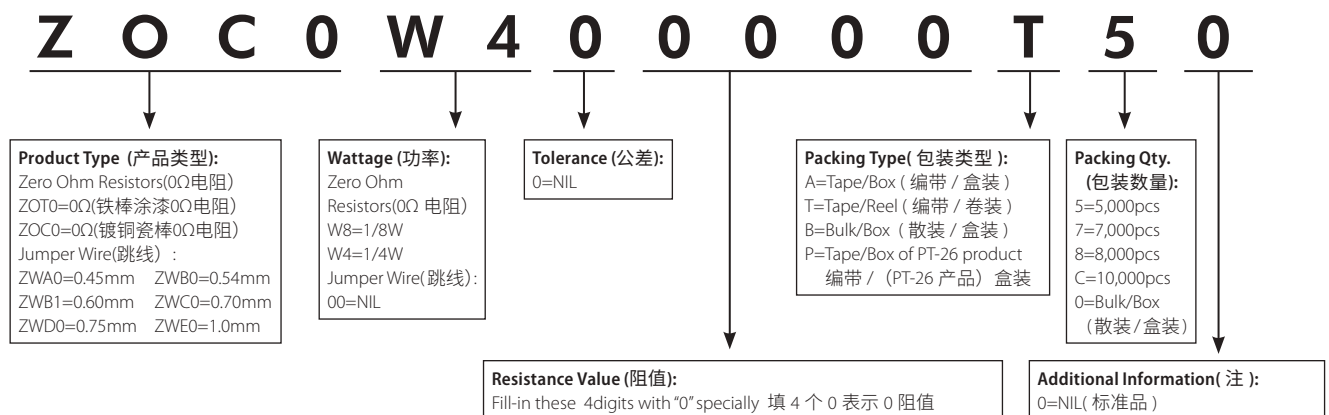 Z O C 0 W 4 0 0 0 0 0 T 5 0
Product Type (产品类型):
Zero Ohm Resistors(0Ω电阻)
ZOT0=0Ω(铁棒涂漆0Ω电阻)
ZOC0=0Ω(镀铜瓷棒0Ω电阻)
Jumper Wire(跳线) :
ZWA0=0.45mm ZWB0=0.54mm
ZWB1=0.60mm ZWC0=0.70mm
ZWD0=0.75mm ZWE0=1.0mm
Wattage (功率):
Zero Ohm
Resistors(0Ω 电阻)
W8=1/8W
W4=1/4W
Jumper Wire(跳线):
00=NIL
Tolerance (公差):
0=NIL
Packing Type( 包装类型 ):
A=Tape/Box ( 编带 / 盒装 )
T=Tape/Reel ( 编带 / 卷装 )
B=Bulk/Box ( 散装 / 盒装 )
P=Tape/Box of PT-26 product
编带 / (PT-26 产品) 盒装
Packing Qty.
(包装数量):
5=5,000pcs
7=7,000pcs
8=8,000pcs
C=10,000pcs
0=Bulk/Box
(散装 / 盒装)
Resistance Value (阻值):
Fill-in these 4digits with “0” specially 填 4 个 0 表示 0 阻值
Additional Information( 注 ):
0=NIL( 标准品 )